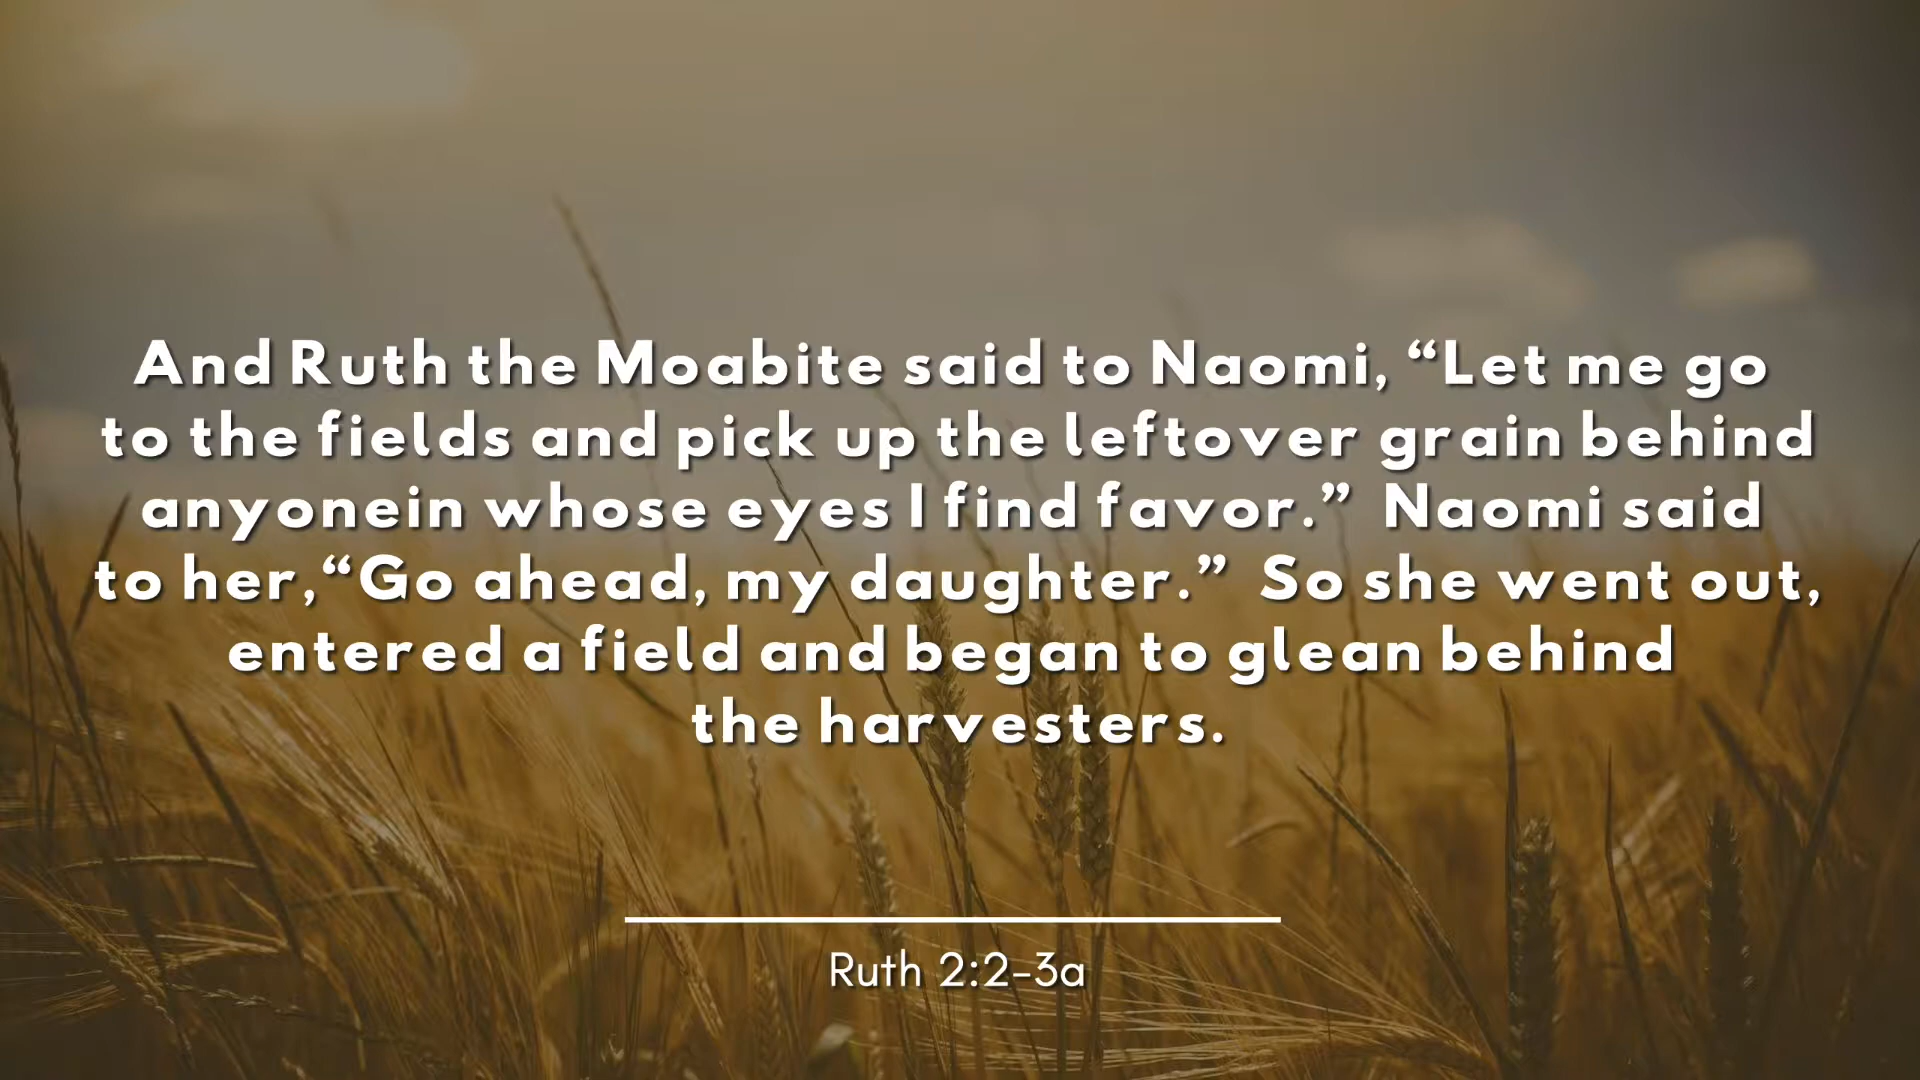 And Ruth the Moabite said to Naomi, “Let me go
to the fields and pick up the leftover grain behind
anyonein whose eyes I find favor.”  Naomi said
to her,“Go ahead, my daughter.”  So she went out,
entered a field and began to glean behind
the harvesters.
Ruth 2:2-3a